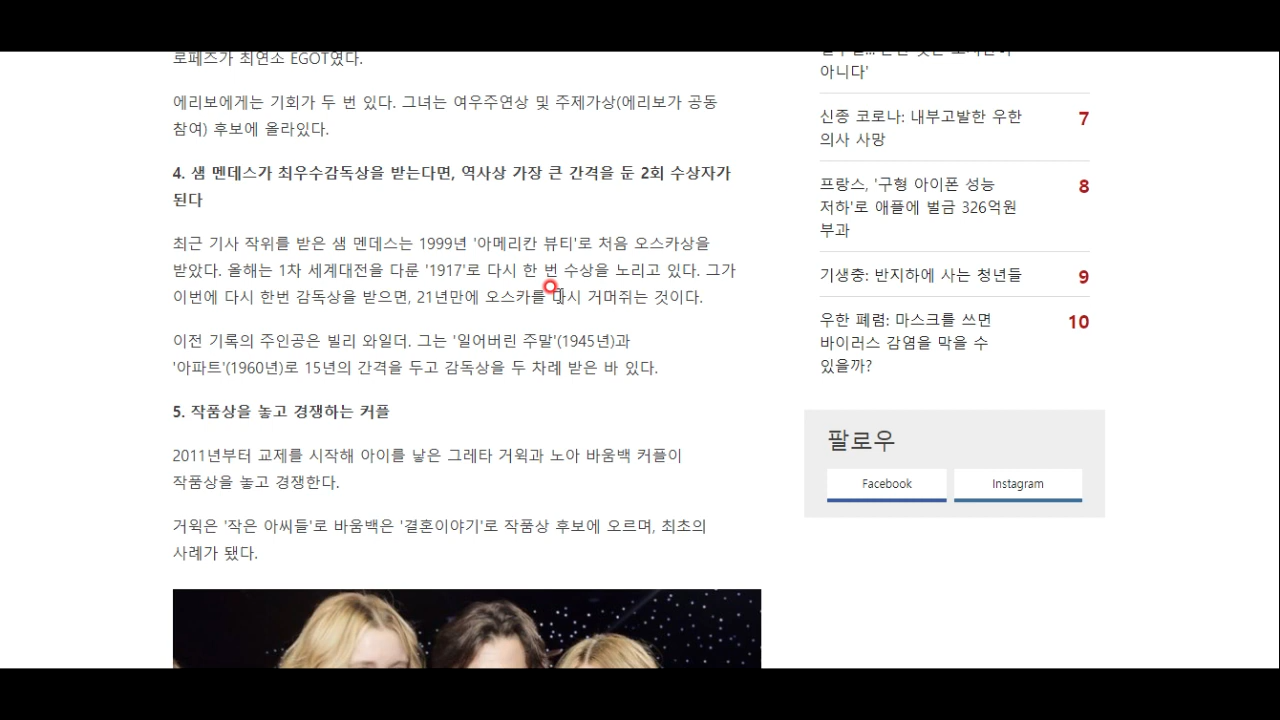 로페즈가 최연소 EGOT였다.
에리보에게는 기회가 두 번 있다. 그녀는 여우주연상 및 주제가상(에리보가 공동
참여) 후보에 올라있다.
4. 샘 멘데스가 최우수감독상을 받는다면, 역사상 가장 큰 간격을 둔 2회 수상자가
된다
최근 기사 작위를 받은 샘 멘데스는 1999년 '아메리칸 뷰티'로 처음 오스카상을
받았다. 올해는 1차 세계대전을 다룬 '1917'로 다시 한 번 수상을 노리고 있다. 그가
이번에 다시 한번 감독상을 받으면, 21년만에 오스카를 다시 거머쥐는 것이다.
이전 기록의 주인공은 빌리 와일더. 그는 '잃어버린 주말'(1945년)과
'아파트'(1960년)로 15년의 간격을 두고 감독상을 두 차례 받은 바 있다.
5. 작품상을 놓고 경쟁하는 커플
2011년부터 교제를 시작해 아이를 낳은 그레타 거윅과 노아 바움백 커플이
작품상을 놓고 경쟁한다.
거윅은 '작은 아씨들'로 바움백은 '결혼이야기'로 작품상 후보에 오르며, 최초의
사례가 됐다.
아니다'
신종 코로나: 내부고발한 우한
의사 사망
7
프랑스, '구형 아이폰 성능
저하'로 애플에 벌금 326억원
부과
8
기생충: 반지하에 사는 청년들
9
우한 폐렴: 마스크를 쓰면
바이러스 감염을 막을 수
있을까?
10
팔로우
Facebook
Instagram